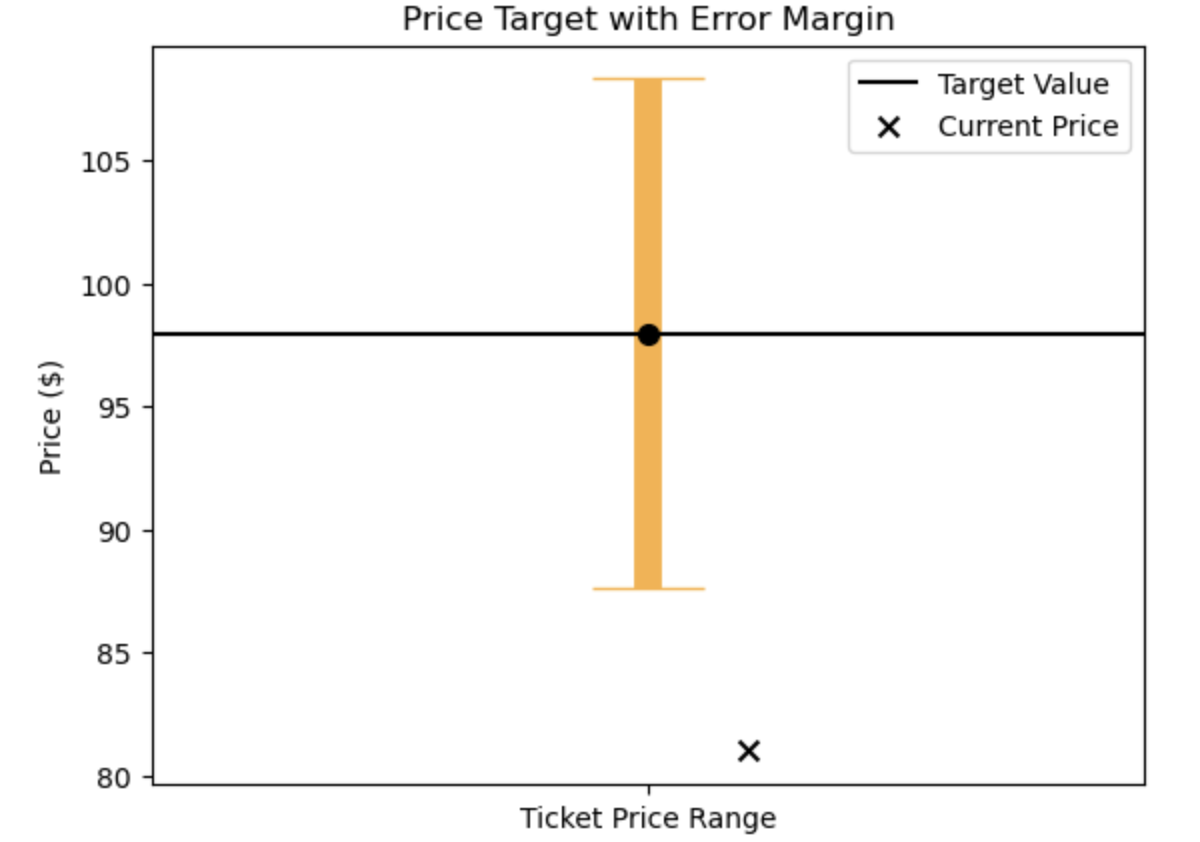 Price Target with Error Margin
Target Value
Current Price
105
100
95
90
85
80
Price ($)
Ticket Price Range